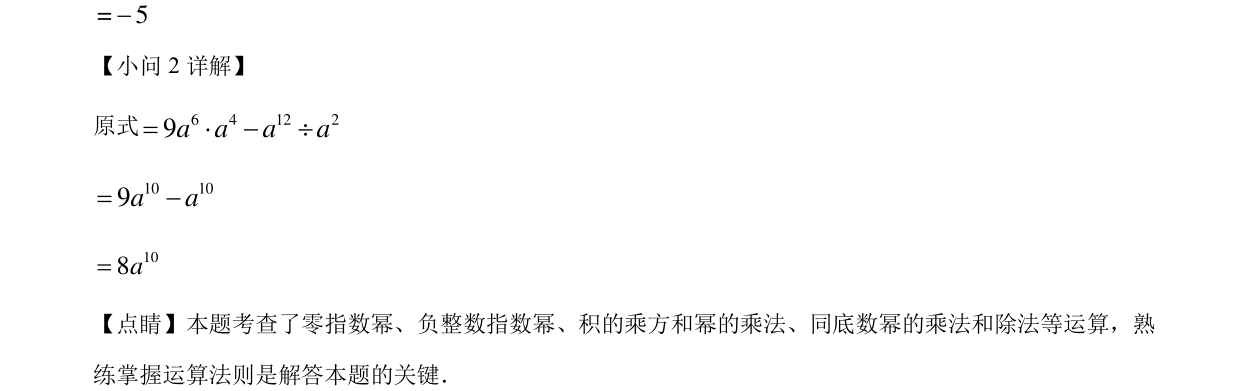 =−5
【小问 2 详解】
原式=9a⁶·a⁴−a¹²÷a²
=9a¹⁰−a¹⁰
=8a¹⁰
【点睛】本题考查了零指数幂、负整数指数幂、积的乘方和幂的乘法、同底数幂的乘法和除法等运算，熟
练掌握运算法则是解答本题的关键．